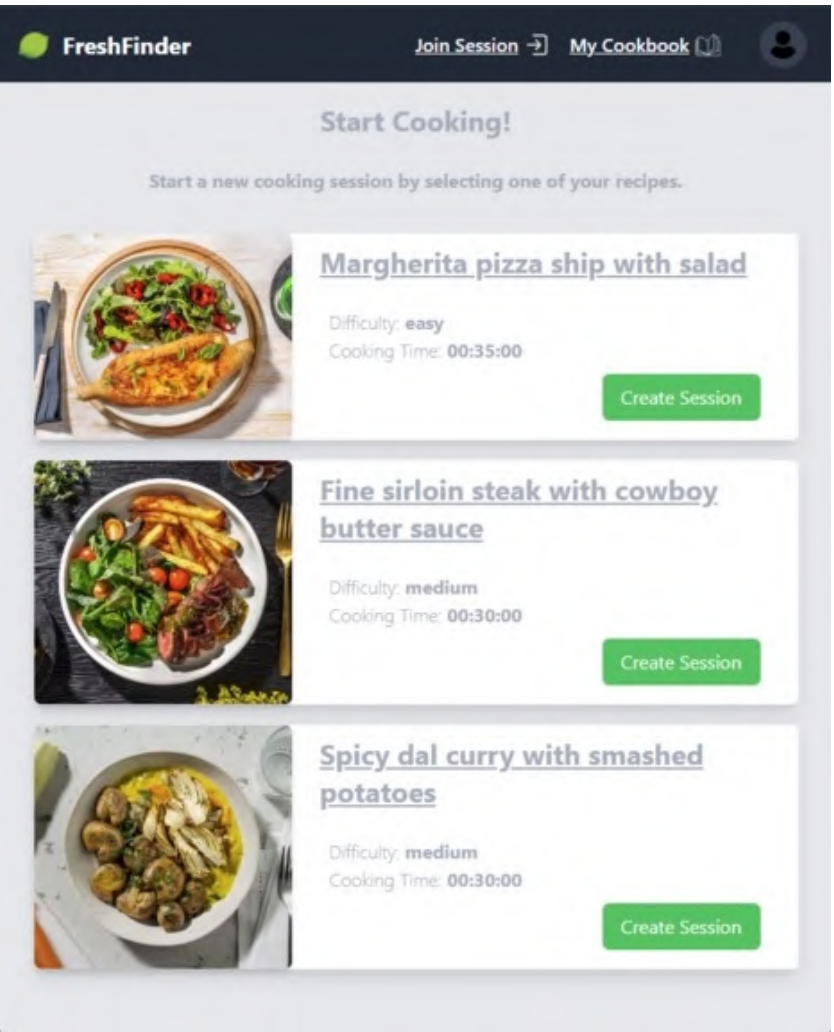 FreshFinder
Join Session
My Cookbook
Start Cooking!
Start a new cooking session by selecting one of your recipes.
Margherita pizza ship with salad
Difficulty: easy
Cooking Time: 00:35:00
Create Session
Fine sirloin steak with cowboy
butter sauce
Difficulty: medium
Cooking Time: 00:30:00
Create Session
Spicy dal curry with smashed
potatoes
Difficulty: medium
Cooking Time: 00:30:00
Create Session